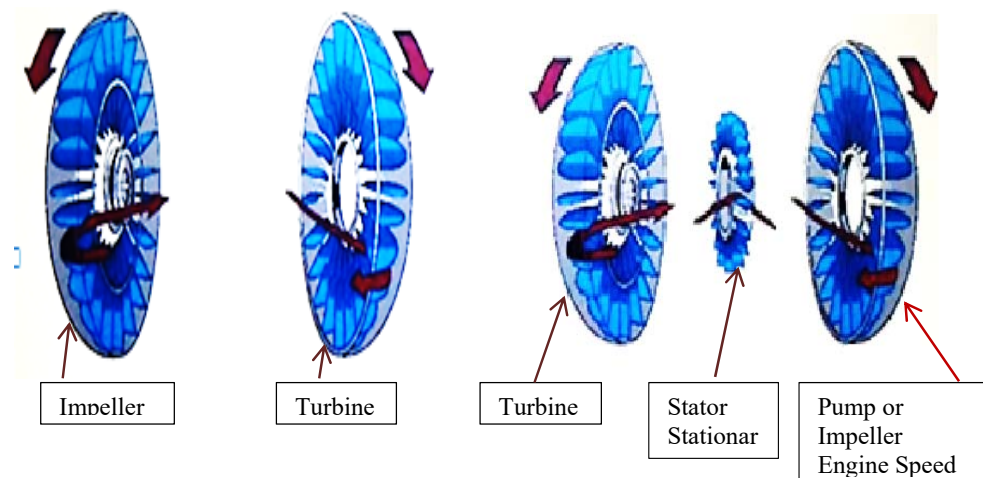 Impeller
Turbine
Turbine
Stator
Stationar
Pump or
Impeller
Engine Speed